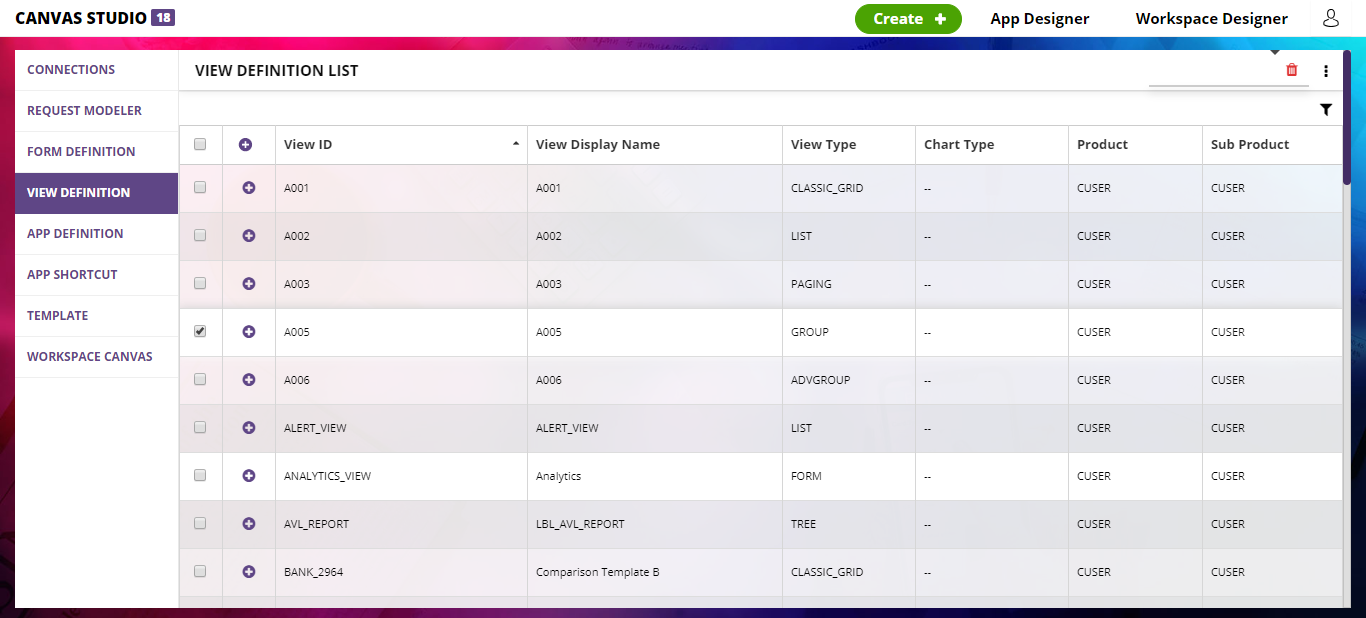 CANVAS STUDIO 18 Create + App Designer Workspace Designer
CONNECTIONS
REQUEST MODELER
FORM DEFINITION
VIEW DEFINITION
APP DEFINITION
APP SHORTCUT
TEMPLATE
WORKSPACE CANVAS
VIEW DEFINITION LIST
View ID View Display Name View Type Chart Type Product Sub Product
A001 A001 CLASSIC_GRID -- CUSER CUSER
A002 A002 LIST -- CUSER CUSER
A003 A003 PAGING -- CUSER CUSER
A005 A005 GROUP -- CUSER CUSER
A006 A006 ADVGROUP -- CUSER CUSER
ALERT_VIEW ALERT_VIEW LIST -- CUSER CUSER
ANALYTICS_VIEW Analytics FORM -- CUSER CUSER
AVL_REPORT LBL_AVL_REPORT TREE -- CUSER CUSER
BANK_2964 Comparison Template B CLASSIC_GRID -- CUSER CUSER